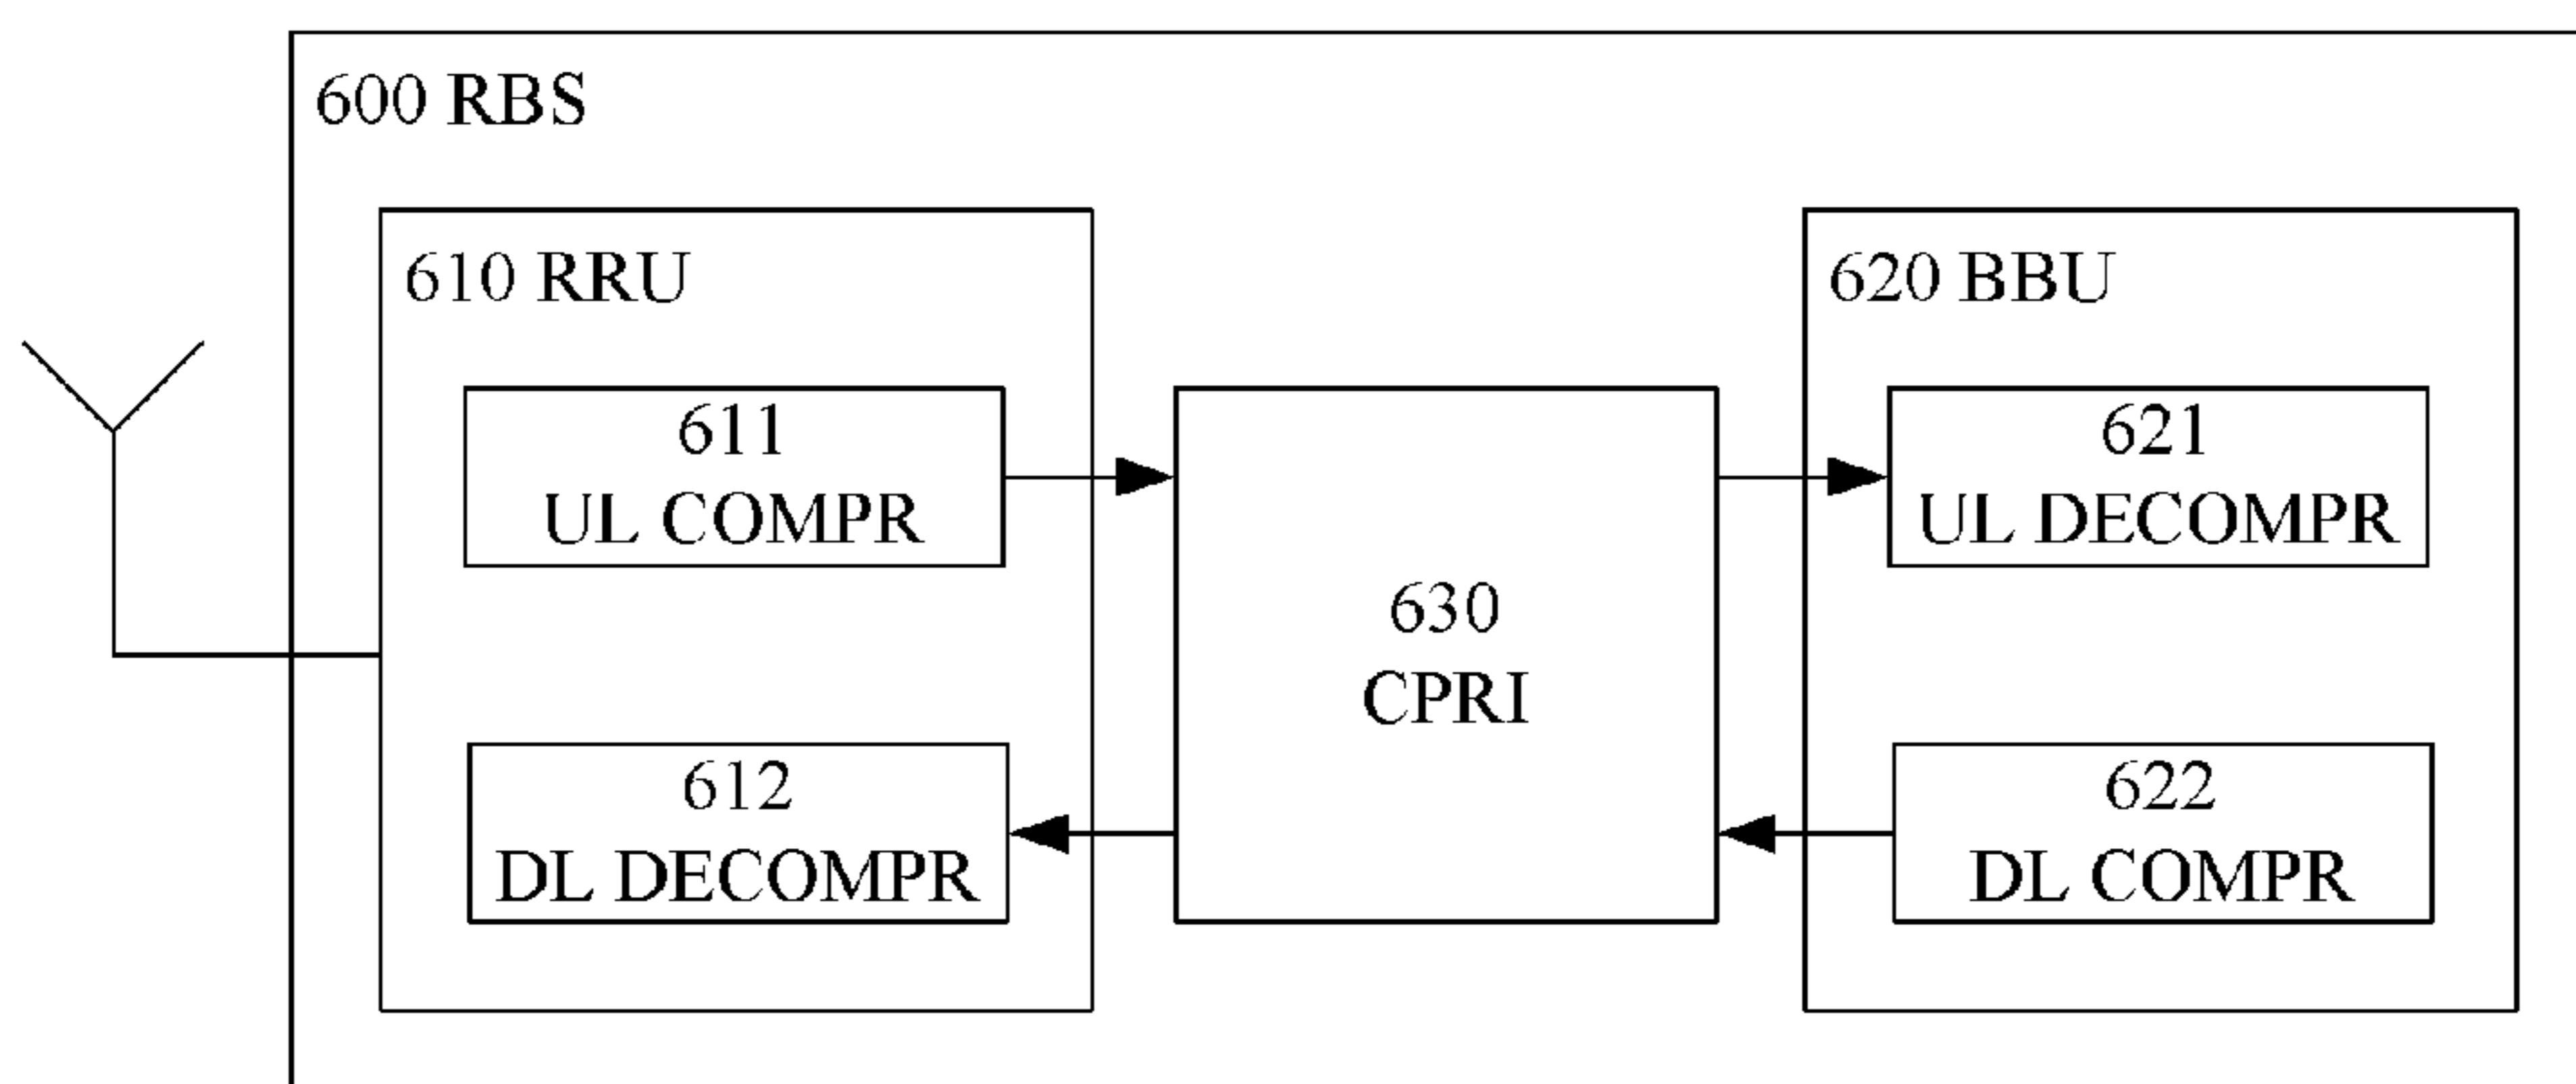 600 RBS
610 RRU
620 BBU
611
UL COMPR
630
CPRI
621
UL DECOMPR
612
DL DECOMPR
622
DL COMPR